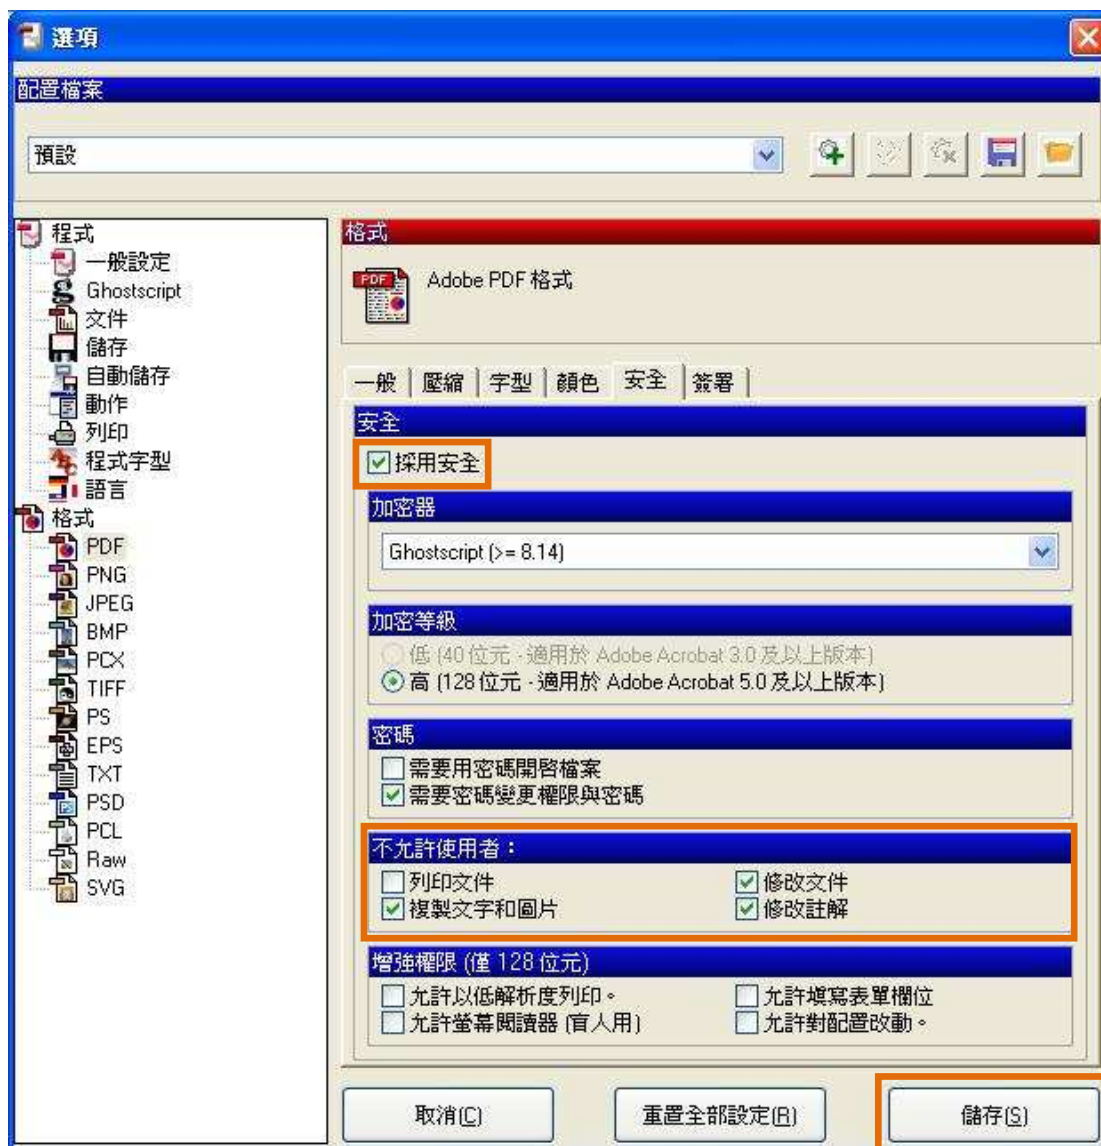 選項
配置檔案
預設
程式
一般設定
Ghostscript
文件
儲存
自動儲存
動作
列印
程式字型
語言
格式
PDF
PNG
JPEG
BMP
PCX
TIFF
PS
EPS
TXT
PSD
PCL
Raw
SVG
格式
PDF
Adobe PDF 格式
一般 壓縮 字型 顏色 安全 簽署
安全
採用安全
加密器
Ghostscript (>= 8.14)
加密等級
低 (40 位元 - 適用於 Adobe Acrobat 3.0 及以上版本)
高 (128 位元 - 適用於 Adobe Acrobat 5.0 及以上版本)
密碼
需要用密碼開啓檔案
需要密碼變更權限與密碼
不允許使用者：
列印文件 修改文件
複製文字和圖片 修改註解
增強權限 (僅 128 位元)
允許以低解析度列印。 允許填寫表單欄位
允許螢幕閱讀器 (盲人用) 允許對配置改動。
取消(C) 重置全部設定(R) 儲存(S)